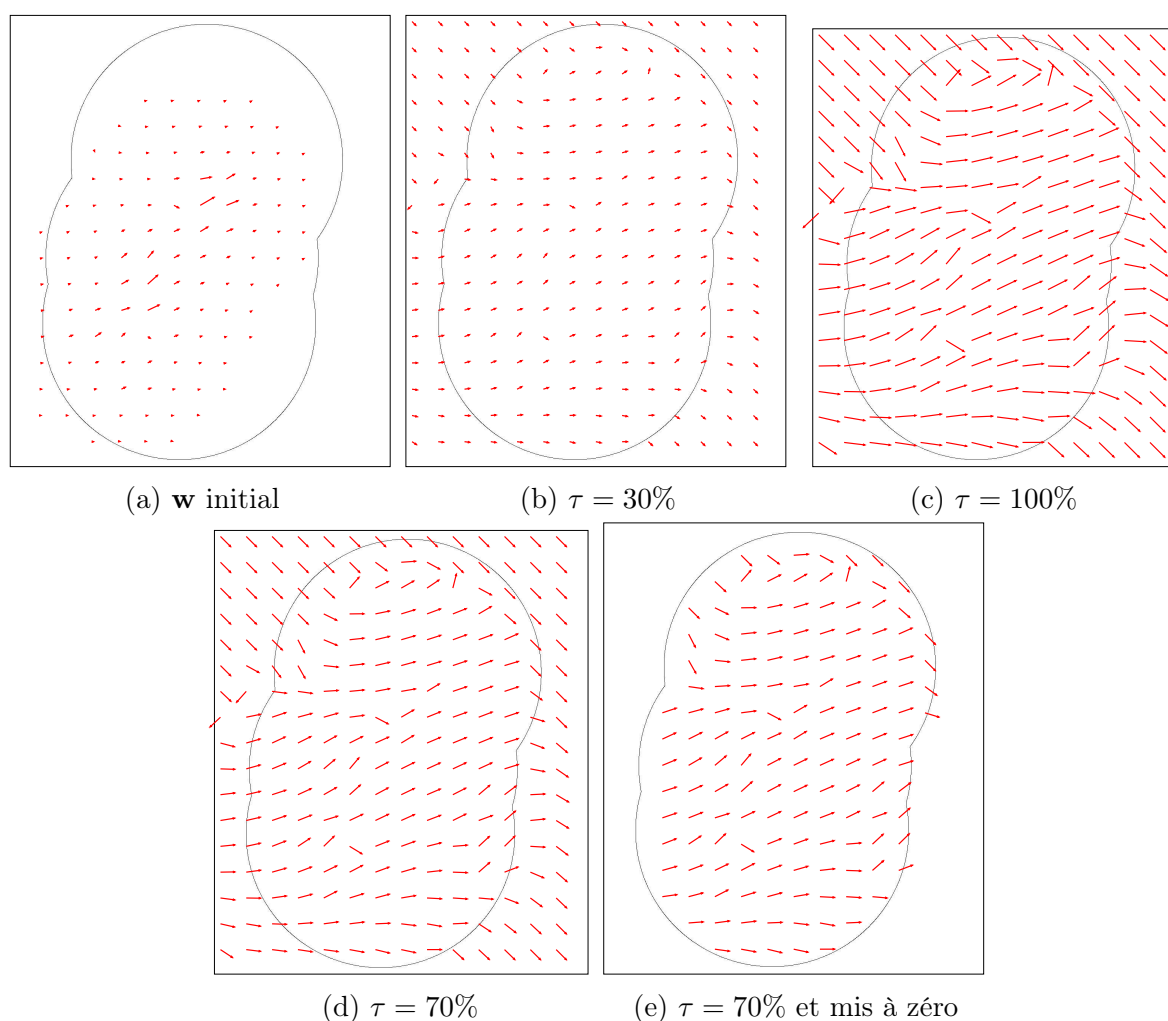 (a) w initial
(b) τ = 30%
(c) τ = 100%
(d) τ = 70%
(e) τ = 70% et mis à zéro